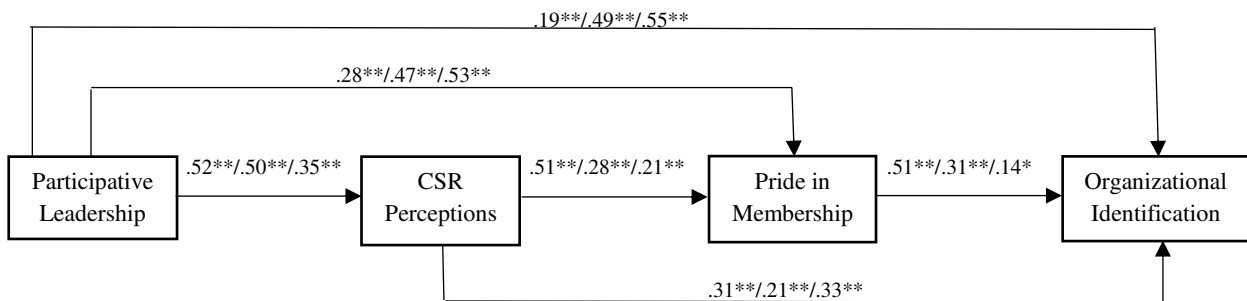 .19**/.49**/.55**
.28**/.47**/.53**
.52**/.50**/.35**
.51**/.28**/.21**
.51**/.31**/.14*
Participative
Leadership
CSR
Perceptions
Pride in
Membership
Organizational
Identification
.31**/.21**/.33**